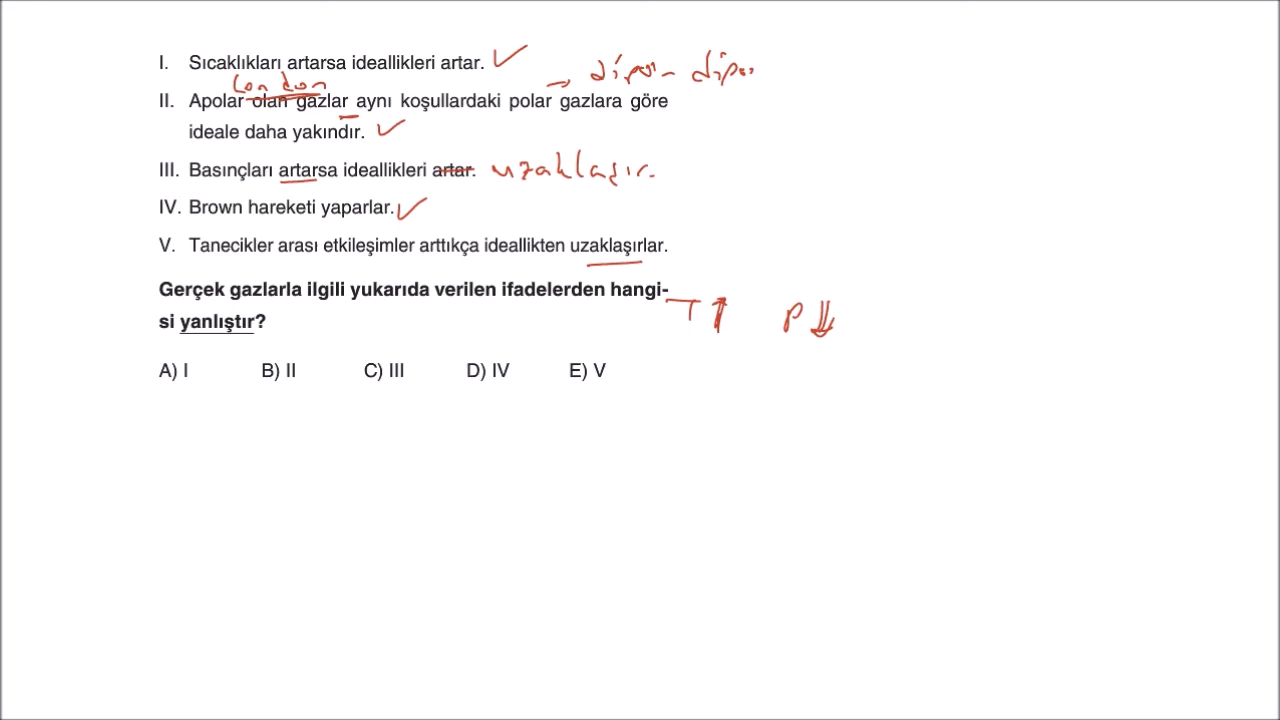 I. Sıcaklıkları artarsa ideallikleri artar.
dipol - dipol
London
II. Apolar olan gazlar aynı koşullardaki polar gazlara göre
ideale daha yakındır.
III. Basınçları artarsa ideallikleri artar. uzaklaşır.
IV. Brown hareketi yaparlar.
V. Tanecikler arası etkileşimler arttıkça ideallikten uzaklaşırlar.
Gerçek gazlarla ilgili yukarıda verilen ifadelerden hangi-
si yanlıştır?
T↑ P↓
A) I B) II C) III D) IV E) V